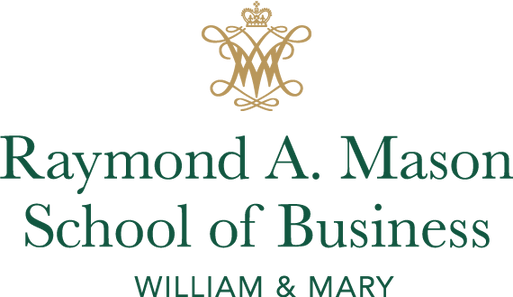 Raymond A. Mason
School of Business
WILLIAM & MARY